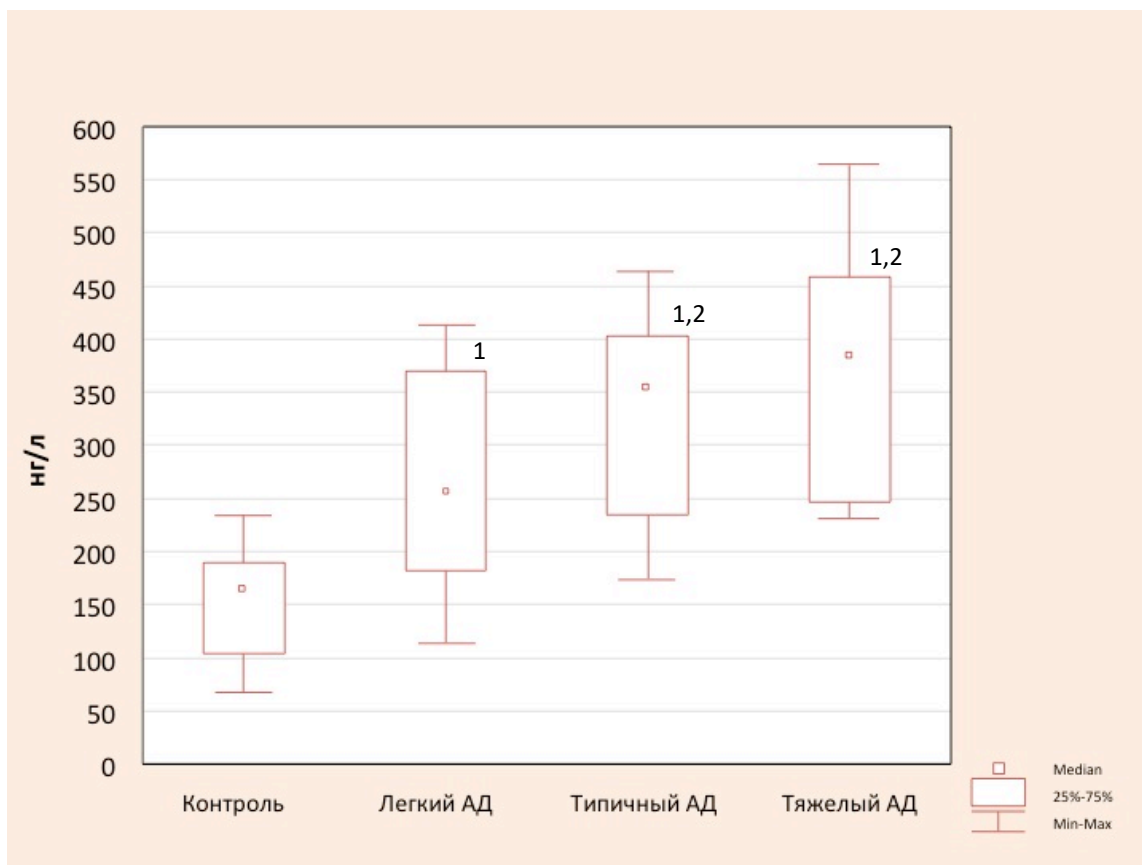 600
550
500
450
400
350
300
250
200
150
100
50
0
нг/л
1
1,2
1,2
Контроль
Легкий АД
Типичный АД
Тяжелый АД
Median
25%-75%
Min-Max